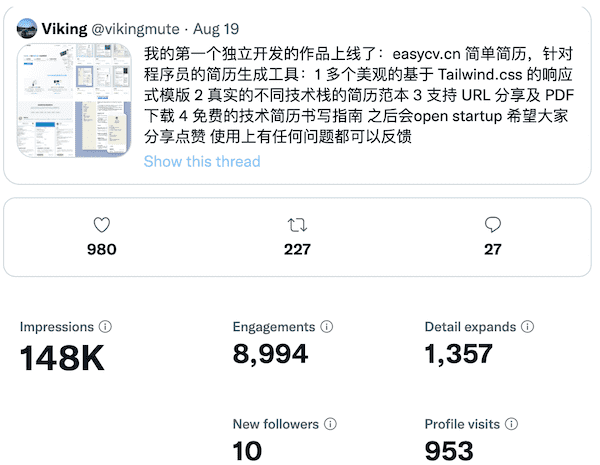 Viking @vikingmute · Aug 19
我的第一个独立开发的作品上线了：easycv.cn 简单简历，针对
程序员的简历生成工具：1 多个美观的基于 Tailwind.css 的响应
式模版 2 真实的不同技术栈的简历范本 3 支持 URL 分享及 PDF
下载 4 免费的技术简历书写指南 之后会open startup 希望大家
分享点赞 使用上有任何问题都可以反馈
Show this thread
980
227
27
Impressions
148K
Engagements
8,994
Detail expands
1,357
New followers
10
Profile visits
953